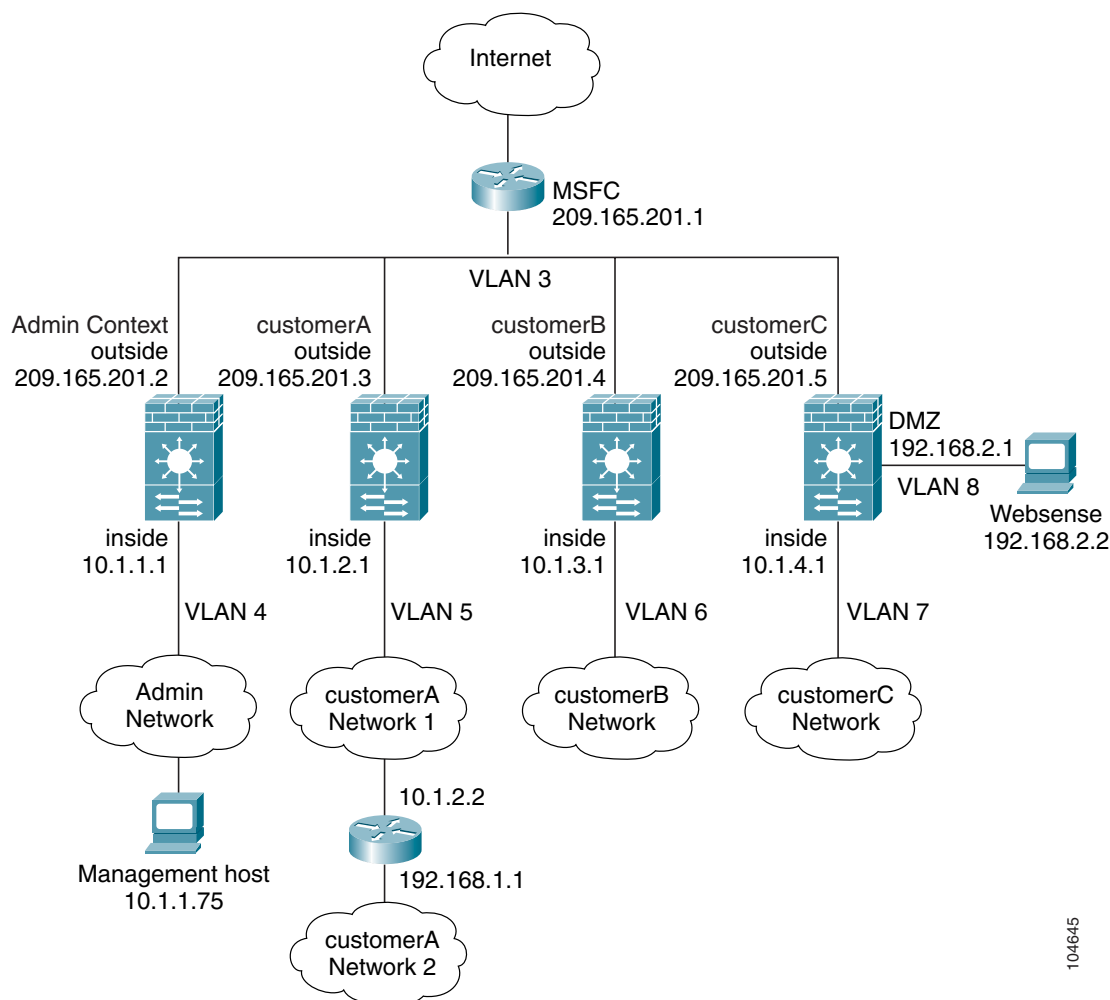 Internet
MSFC
209.165.201.1
VLAN 3
Admin Context
outside
209.165.201.2
customerA
outside
209.165.201.3
customerB
outside
209.165.201.4
customerC
outside
209.165.201.5
DMZ
192.168.2.1
VLAN 8
Websense
192.168.2.2
inside
10.1.1.1
inside
10.1.2.1
inside
10.1.3.1
inside
10.1.4.1
VLAN 4
VLAN 5
VLAN 6
VLAN 7
Admin
Network
customerA
Network 1
customerB
Network
customerC
Network
10.1.2.2
Management host
10.1.1.75
192.168.1.1
customerA
Network 2
104645